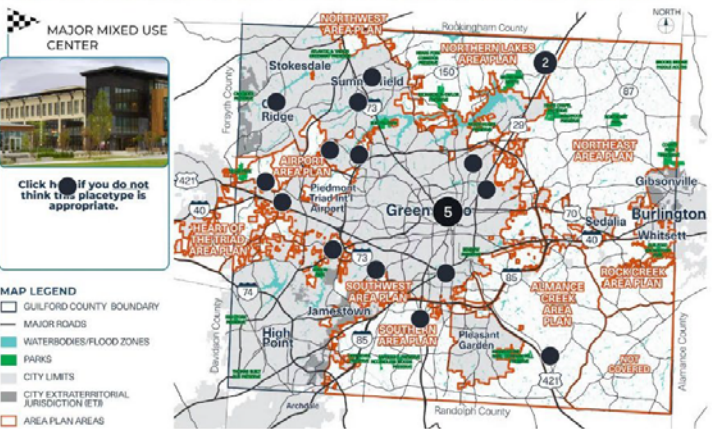 MAJOR MIXED USE
CENTER
Click h if you do not
think this placetype is
appropriate.
MAP LEGEND
GUILFORD COUNTY BOUNDARY
MAJOR ROADS
WATERBODIES/FLOOD ZONES
PARKS
CITY LIMITS
CITY EXTRATERRITORIAL
JURISDICTION (ETJ)
AREA PLAN AREAS
NORTH
NORTHWEST
AREA PLAN
Rockingham County
NORTHERN LAKES
AREA PLAN
2
Stokesdale
Summ field
150
87
Forsyth County
Ridge
73
29
NORTHEAST
AREA PLAN
AIRPORT
AREA PLAN
421
Piedmont
Triad Int'l
Airport
Gibsonville
40
Green o
5
70
Sedalia
Burlington
40
Whitsett
HEART OF
THE TRIAD
AREA PLAN
73
85
ROCK CREEK
AREA PLAN
74
SOUTHWEST
AREA PLAN
ALMANCE
CREEK
AREA
PLAN
Jamestown
Davidson County
High
Point
85
SOUTHERN
AREA PLAN
Pleasant
Garden
Alamance County
NOT
COVERED
421
Archdale
Randolph County